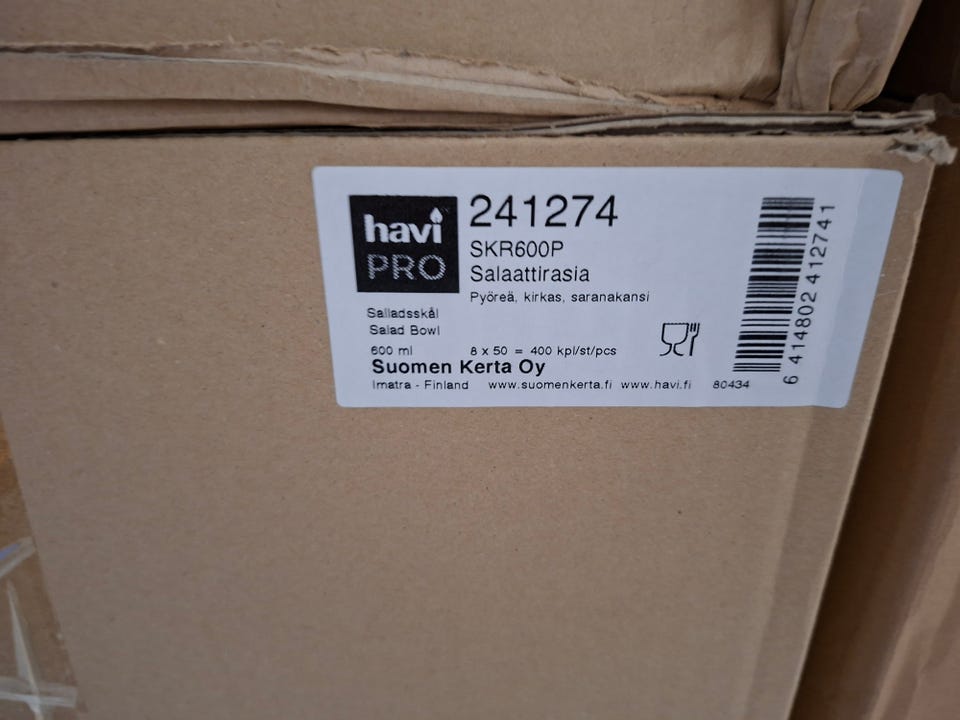 havi
PRO
241274
SKR600P
Salaattirasia
Pyöreä, kirkas, saranakansi
Salladsskål
Salad Bowl
600 ml 8 x 50 = 400 kpl/st/pcs
Suomen Kerta Oy
Imatra - Finland www.suomenkerta.fi www.havi.fi 80434
6 414802 412741